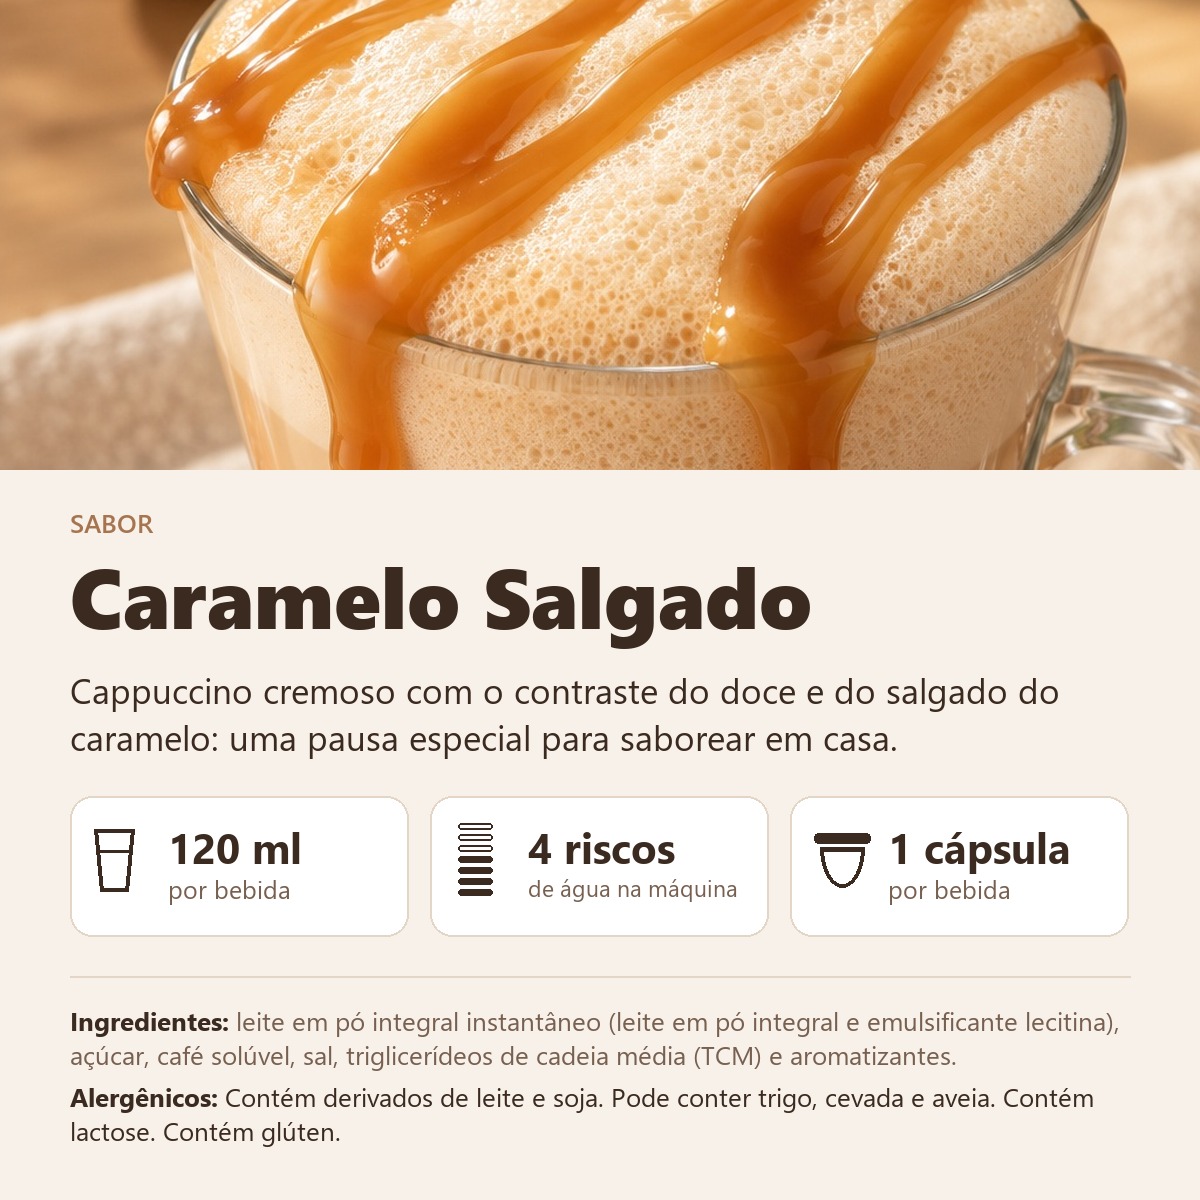 SABOR
Caramelo Salgado
Cappuccino cremoso com o contraste do doce e do salgado do
caramelo: uma pausa especial para saborear em casa.
120 ml
por bebida
4 riscos
de água na máquina
1 cápsula
por bebida
Ingredientes: leite em pó integral instantâneo (leite em pó integral e emulsificante lecitina),
açúcar, café solúvel, sal, triglicerídeos de cadeia média (TCM) e aromatizantes.
Alergênicos: Contém derivados de leite e soja. Pode conter trigo, cevada e aveia. Contém
lactose. Contém glúten.